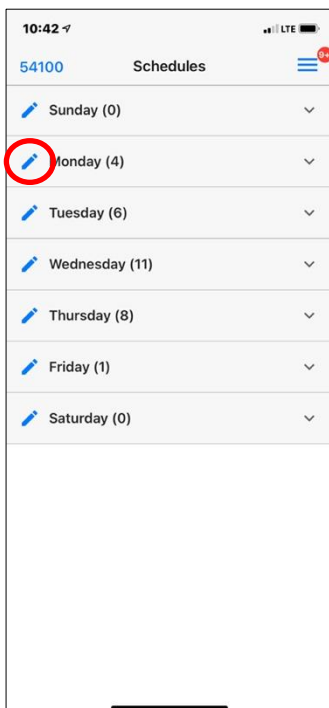 10:42
LTE
9+
54100 Schedules
Sunday (0)
Monday (4)
Tuesday (6)
Wednesday (11)
Thursday (8)
Friday (1)
Saturday (0)